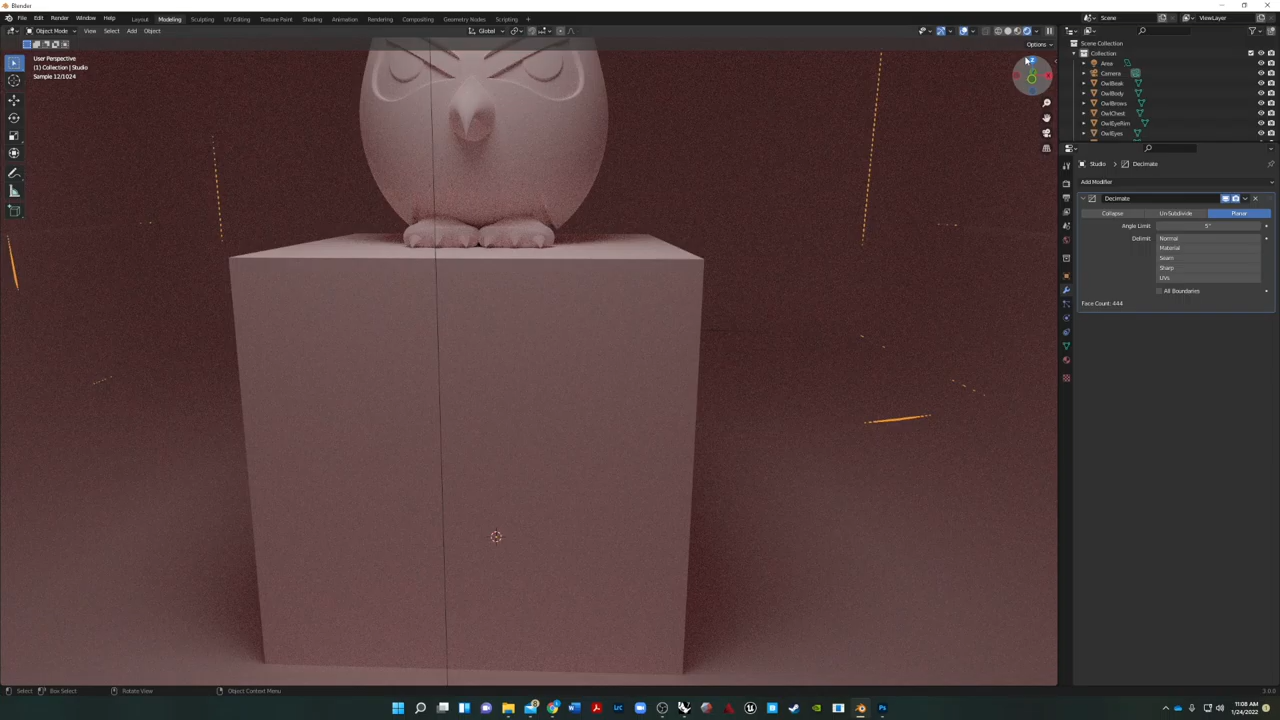 Blender
File Edit Render Window Help Layout Modeling Sculpting UV Editing Texture Paint Shading Animation Rendering Compositing Geometry Nodes Scripting + Scene ViewLayer
Object Mode View Select Add Object Global
Options
User Perspective
(1) Collection | Studio
Sample 12/1024
Scene Collection
Collection
Area
Camera
OwlBeak
OwlBody
OwlBrows
OwlChest
OwlEyeRim
OwlEyes
Studio > Decimate
Add Modifier
Decimate
Collapse Un-Subdivide Planar
Angle Limit 5°
Delimit Normal
Material
Seam
Sharp
UVs
All Boundaries
Face Count: 444
Select Box Select Rotate View Object Context Menu 3.0.0
11:08 AM
1/24/2022